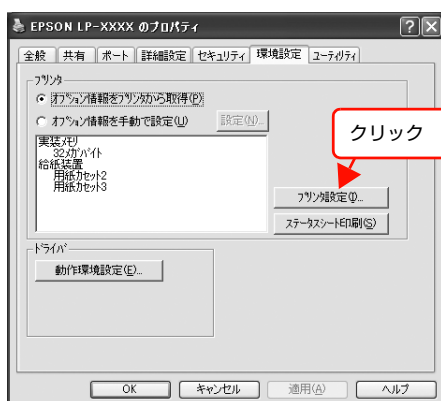 EPSON LP-XXXX のプロパティ
全般 共有 ポート 詳細設定 セキュリティ 環境設定 ユーティリティ
プリンタ
オプション情報をプリンタから取得(P)
オプション情報を手動で設定(U) 設定(N)...
クリック
実装メモリ
32メガバイト
給紙装置
用紙カセット2
用紙カセット3
プリンタ設定(I)...
ステータスシート印刷(S)
ドライバ
動作環境設定(E)...
OK キャンセル 適用(A) ヘルプ